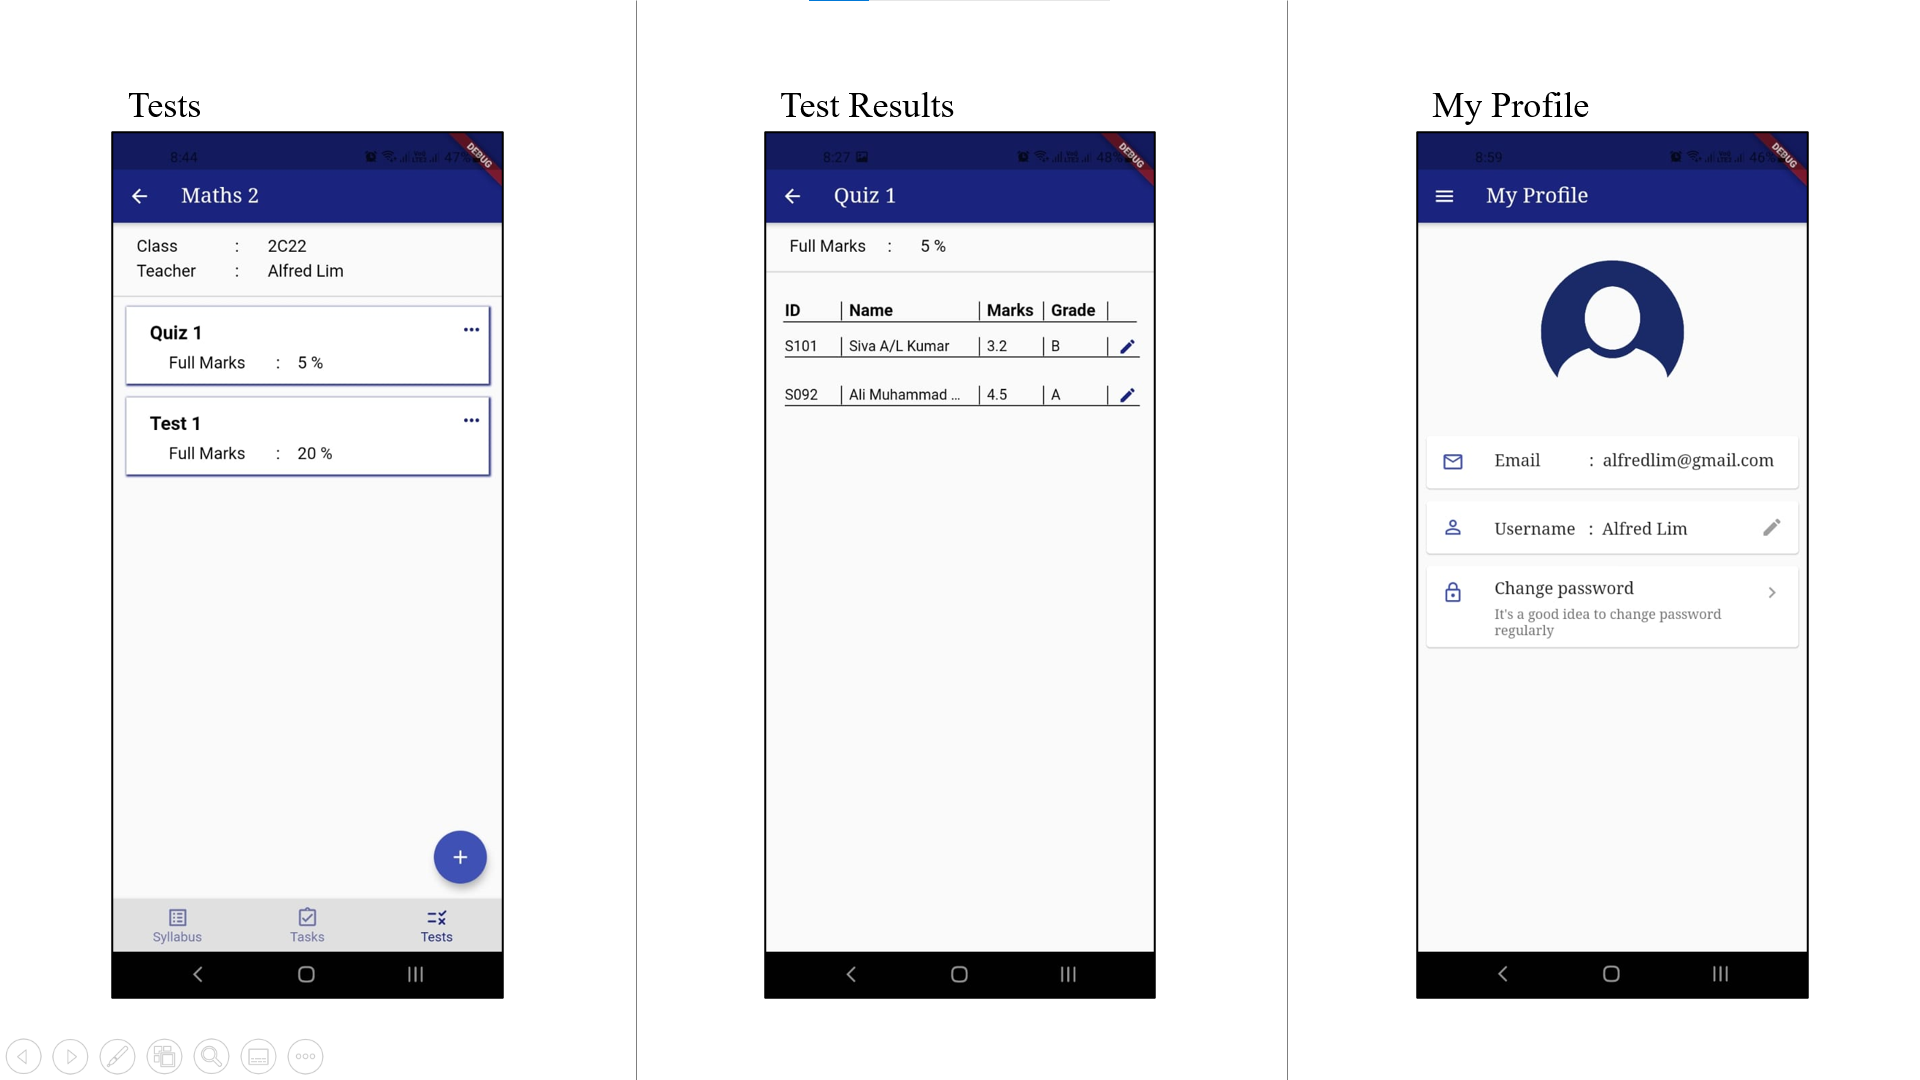 Tests
8:44
47%
DEBUG
Maths 2
Class : 2C22
Teacher : Alfred Lim
Quiz 1
Full Marks : 5 %
Test 1
Full Marks : 20 %
Syllabus
Tasks
Tests
Test Results
8:27
48%
DEBUG
Quiz 1
Full Marks : 5 %
ID Name Marks Grade
S101 Siva A/L Kumar 3.2 B
S092 Ali Muhammad ... 4.5 A
My Profile
8:59
46%
DEBUG
My Profile
Email : alfredlim@gmail.com
Username : Alfred Lim
Change password
It's a good idea to change password
regularly